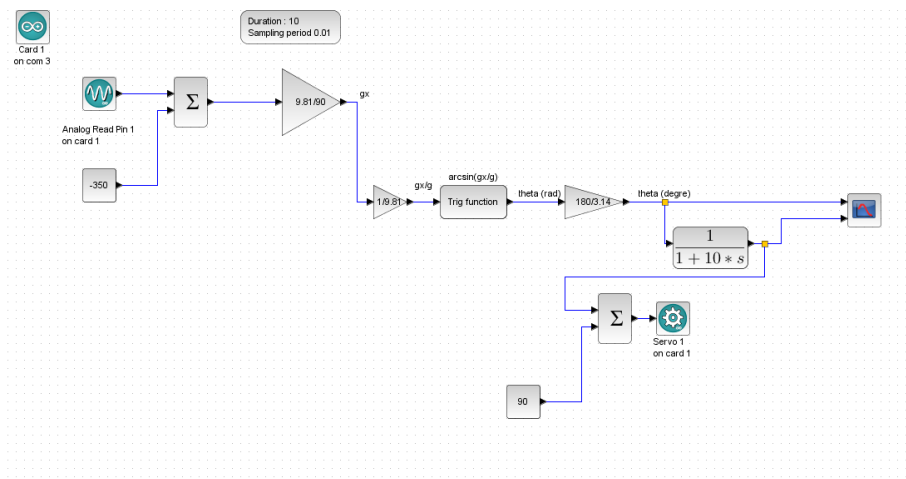 Duration : 10
Sampling period 0.01
Card 1
on com 3
Σ
9.81/90
gx
Analog Read Pin 1
on card 1
-350
1/9.81
gx/g
arcsin(gx/g)
Trig function
theta (rad)
180/3.14
theta (degre)
1
1 + 10 * s
Σ
Servo 1
on card 1
90